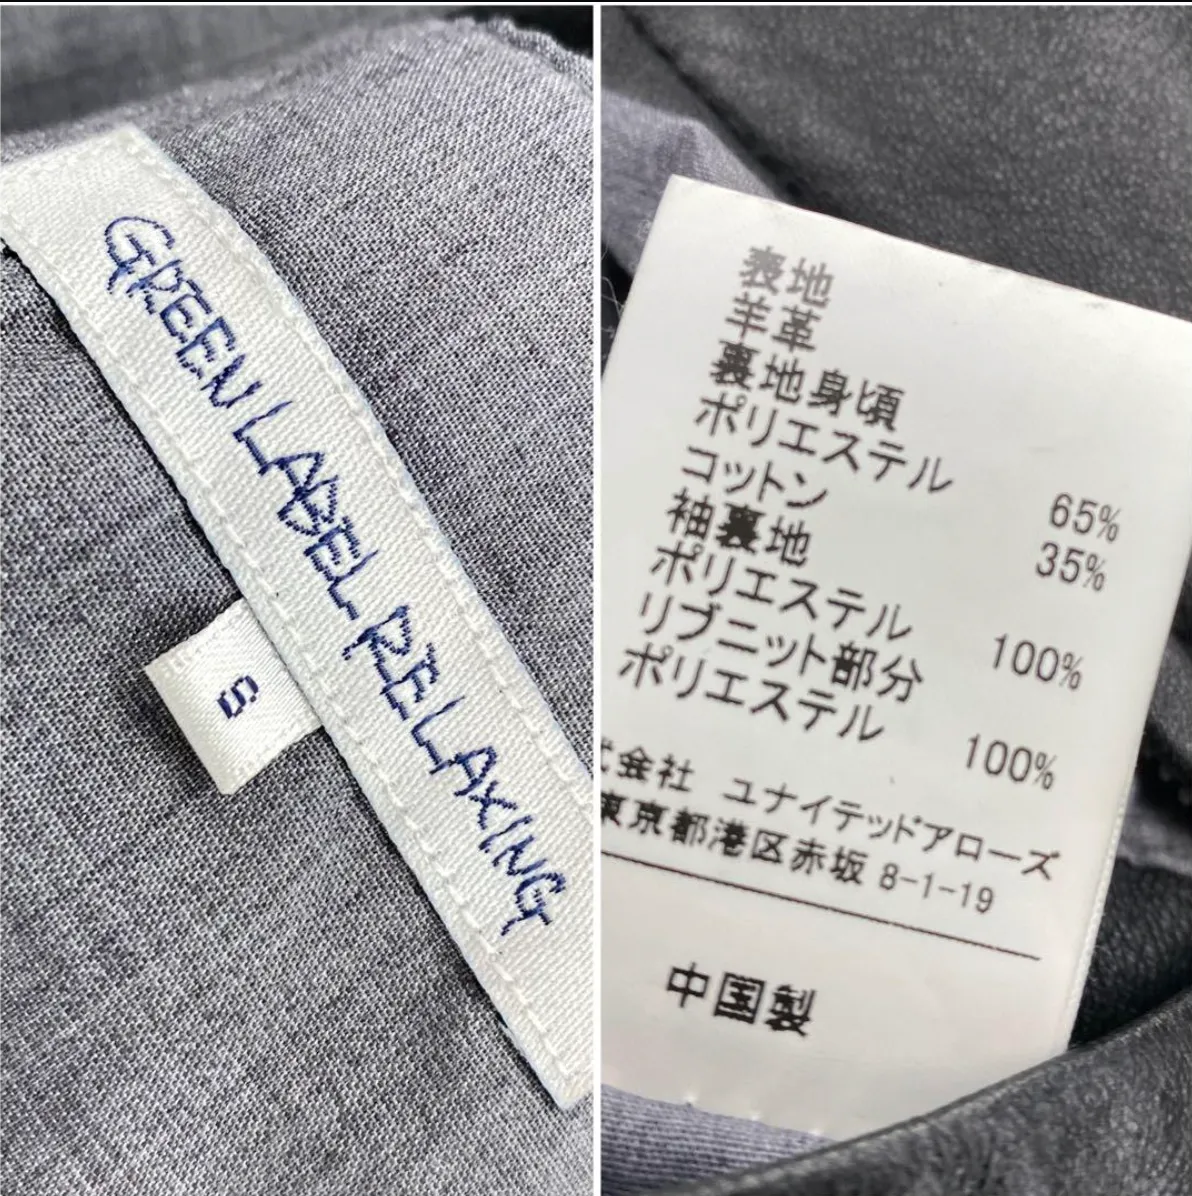 GREEN LABEL RELAXING
S
表地
羊革
裏地身頃
ポリエステル 65%
コットン 35%
袖裏地
ポリエステル 100%
リブニット部分
ポリエステル 100%
式会社 ユナイテッドアローズ
東京都港区赤坂 8-1-19
中国製